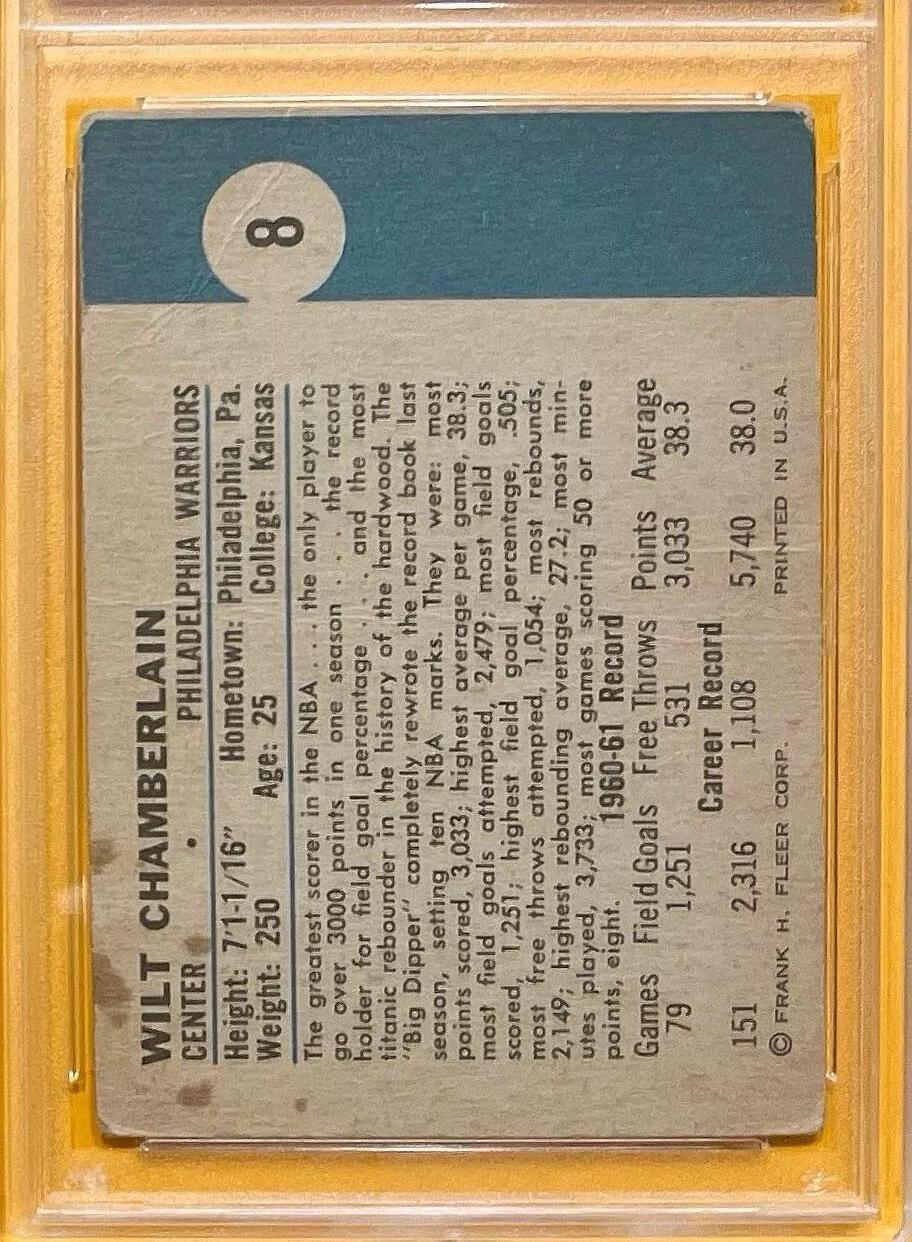 8
WILT CHAMBERLAIN
CENTER • PHILADELPHIA WARRIORS
Height: 7'1-1/16" Hometown: Philadelphia, Pa.
Weight: 250 Age: 25 College: Kansas
The greatest scorer in the NBA . . . the only player to
go over 3000 points in one season . . . the record
holder for field goal percentage . . . and the most
titanic rebounder in the history of the hardwood. The
"Big Dipper" completely rewrote the record book last
season, setting ten NBA marks. They were: most
points scored, 3,033; highest average per game, 38.3;
most field goals attempted, 2,479; most field goals
scored, 1,251; highest field goal percentage, .505;
most free throws attempted, 1,054; most rebounds,
2,149; highest rebounding average, 27.2; most min-
utes played, 3,733; most games scoring 50 or more
points, eight.
1960-61 Record
Games Field Goals Free Throws Points Average
79 1,251 531 3,033 38.3
Career Record
151 2,316 1,108 5,740 38.0
© FRANK H. FLEER CORP. PRINTED IN U.S.A.